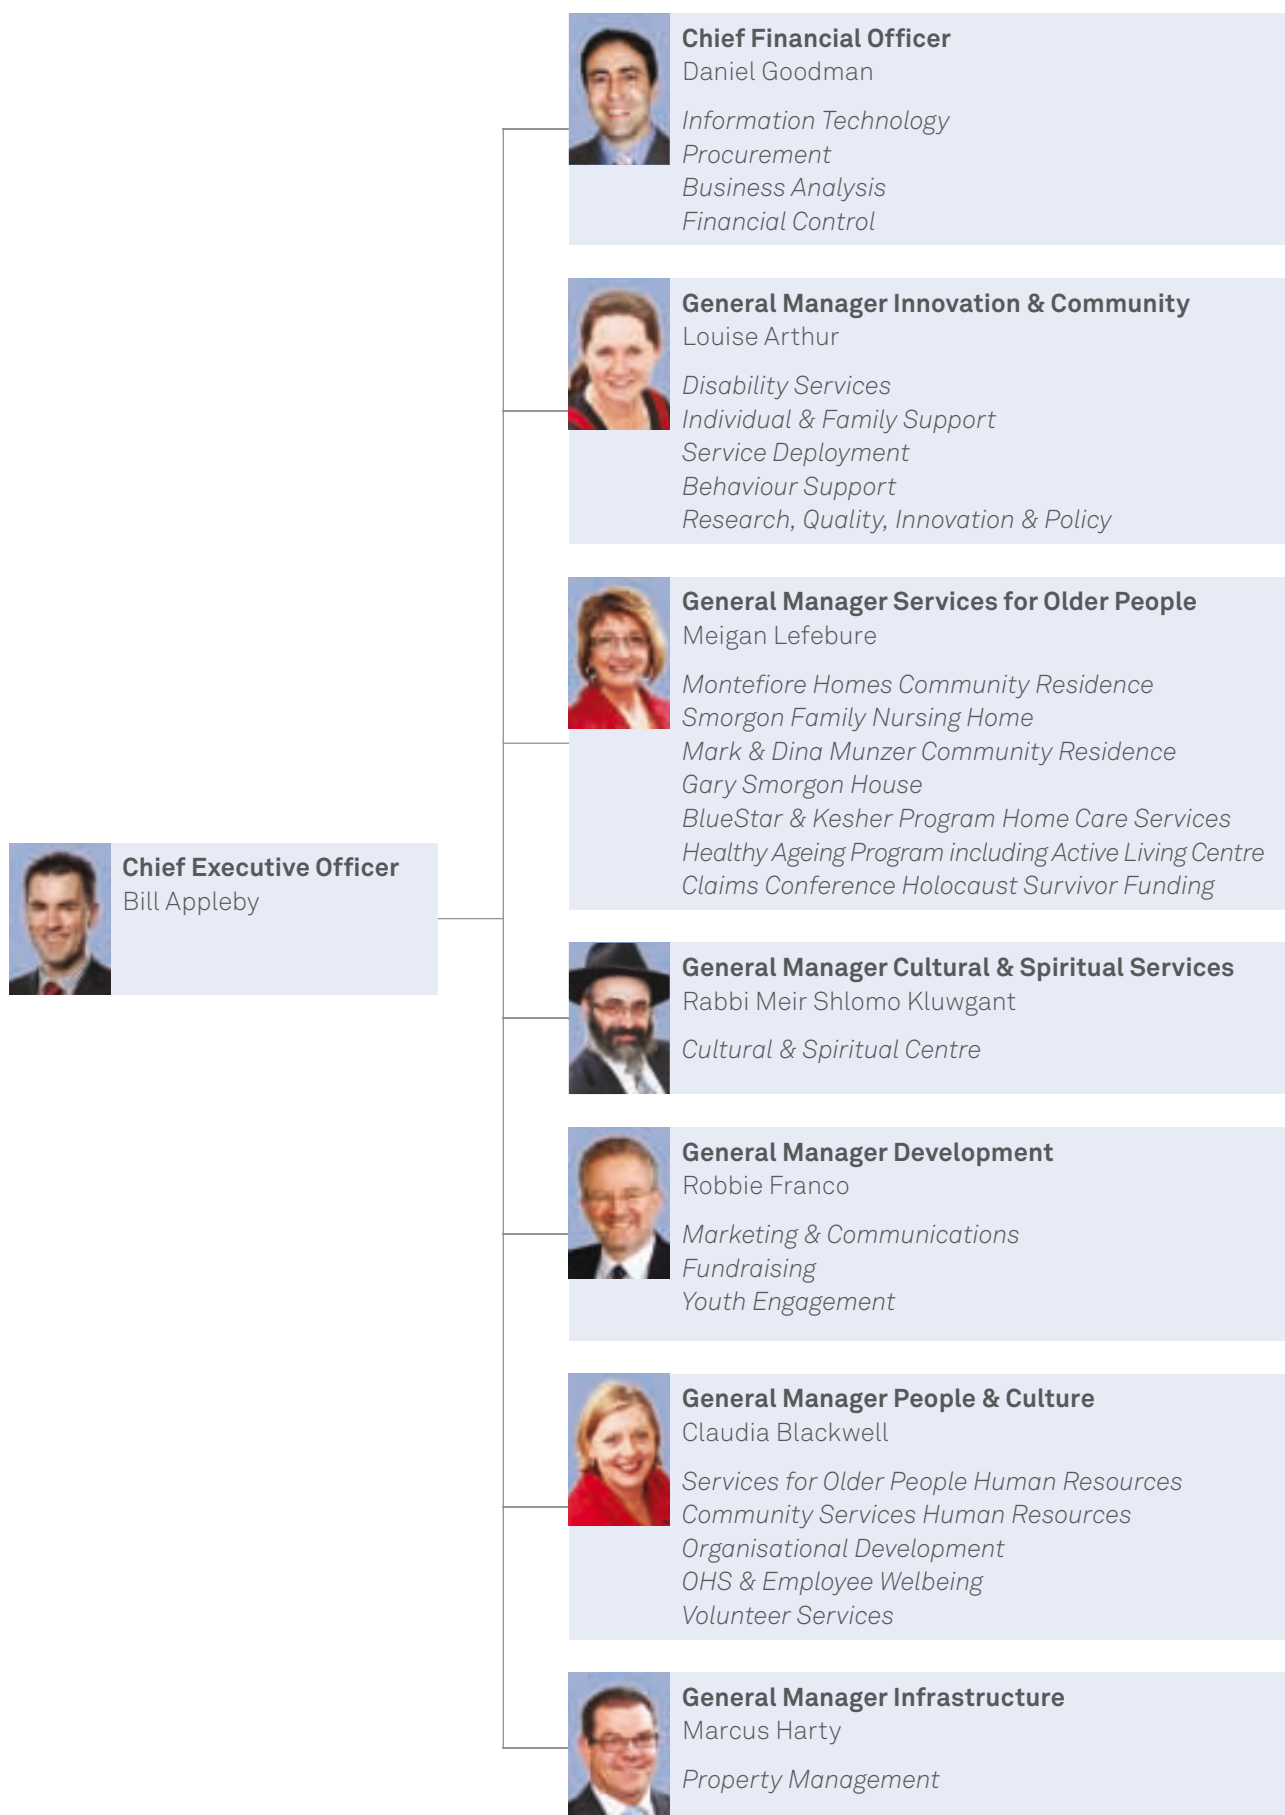 Chief Financial Officer
Daniel Goodman
Information Technology
Procurement
Business Analysis
Financial Control
General Manager Innovation & Community
Louise Arthur
Disability Services
Individual & Family Support
Service Deployment
Behaviour Support
Research, Quality, Innovation & Policy
General Manager Services for Older People
Meigan Lefebure
Montefiore Homes Community Residence
Smorgon Family Nursing Home
Mark & Dina Munzer Community Residence
Gary Smorgon House
BlueStar & Kesher Program Home Care Services
Healthy Ageing Program including Active Living Centre
Claims Conference Holocaust Survivor Funding
Chief Executive Officer
Bill Appleby
General Manager Cultural & Spiritual Services
Rabbi Meir Shlomo Kluwgant
Cultural & Spiritual Centre
General Manager Development
Robbie Franco
Marketing & Communications
Fundraising
Youth Engagement
General Manager People & Culture
Claudia Blackwell
Services for Older People Human Resources
Community Services Human Resources
Organisational Development
OHS & Employee Welbeing
Volunteer Services
General Manager Infrastructure
Marcus Harty
Property Management